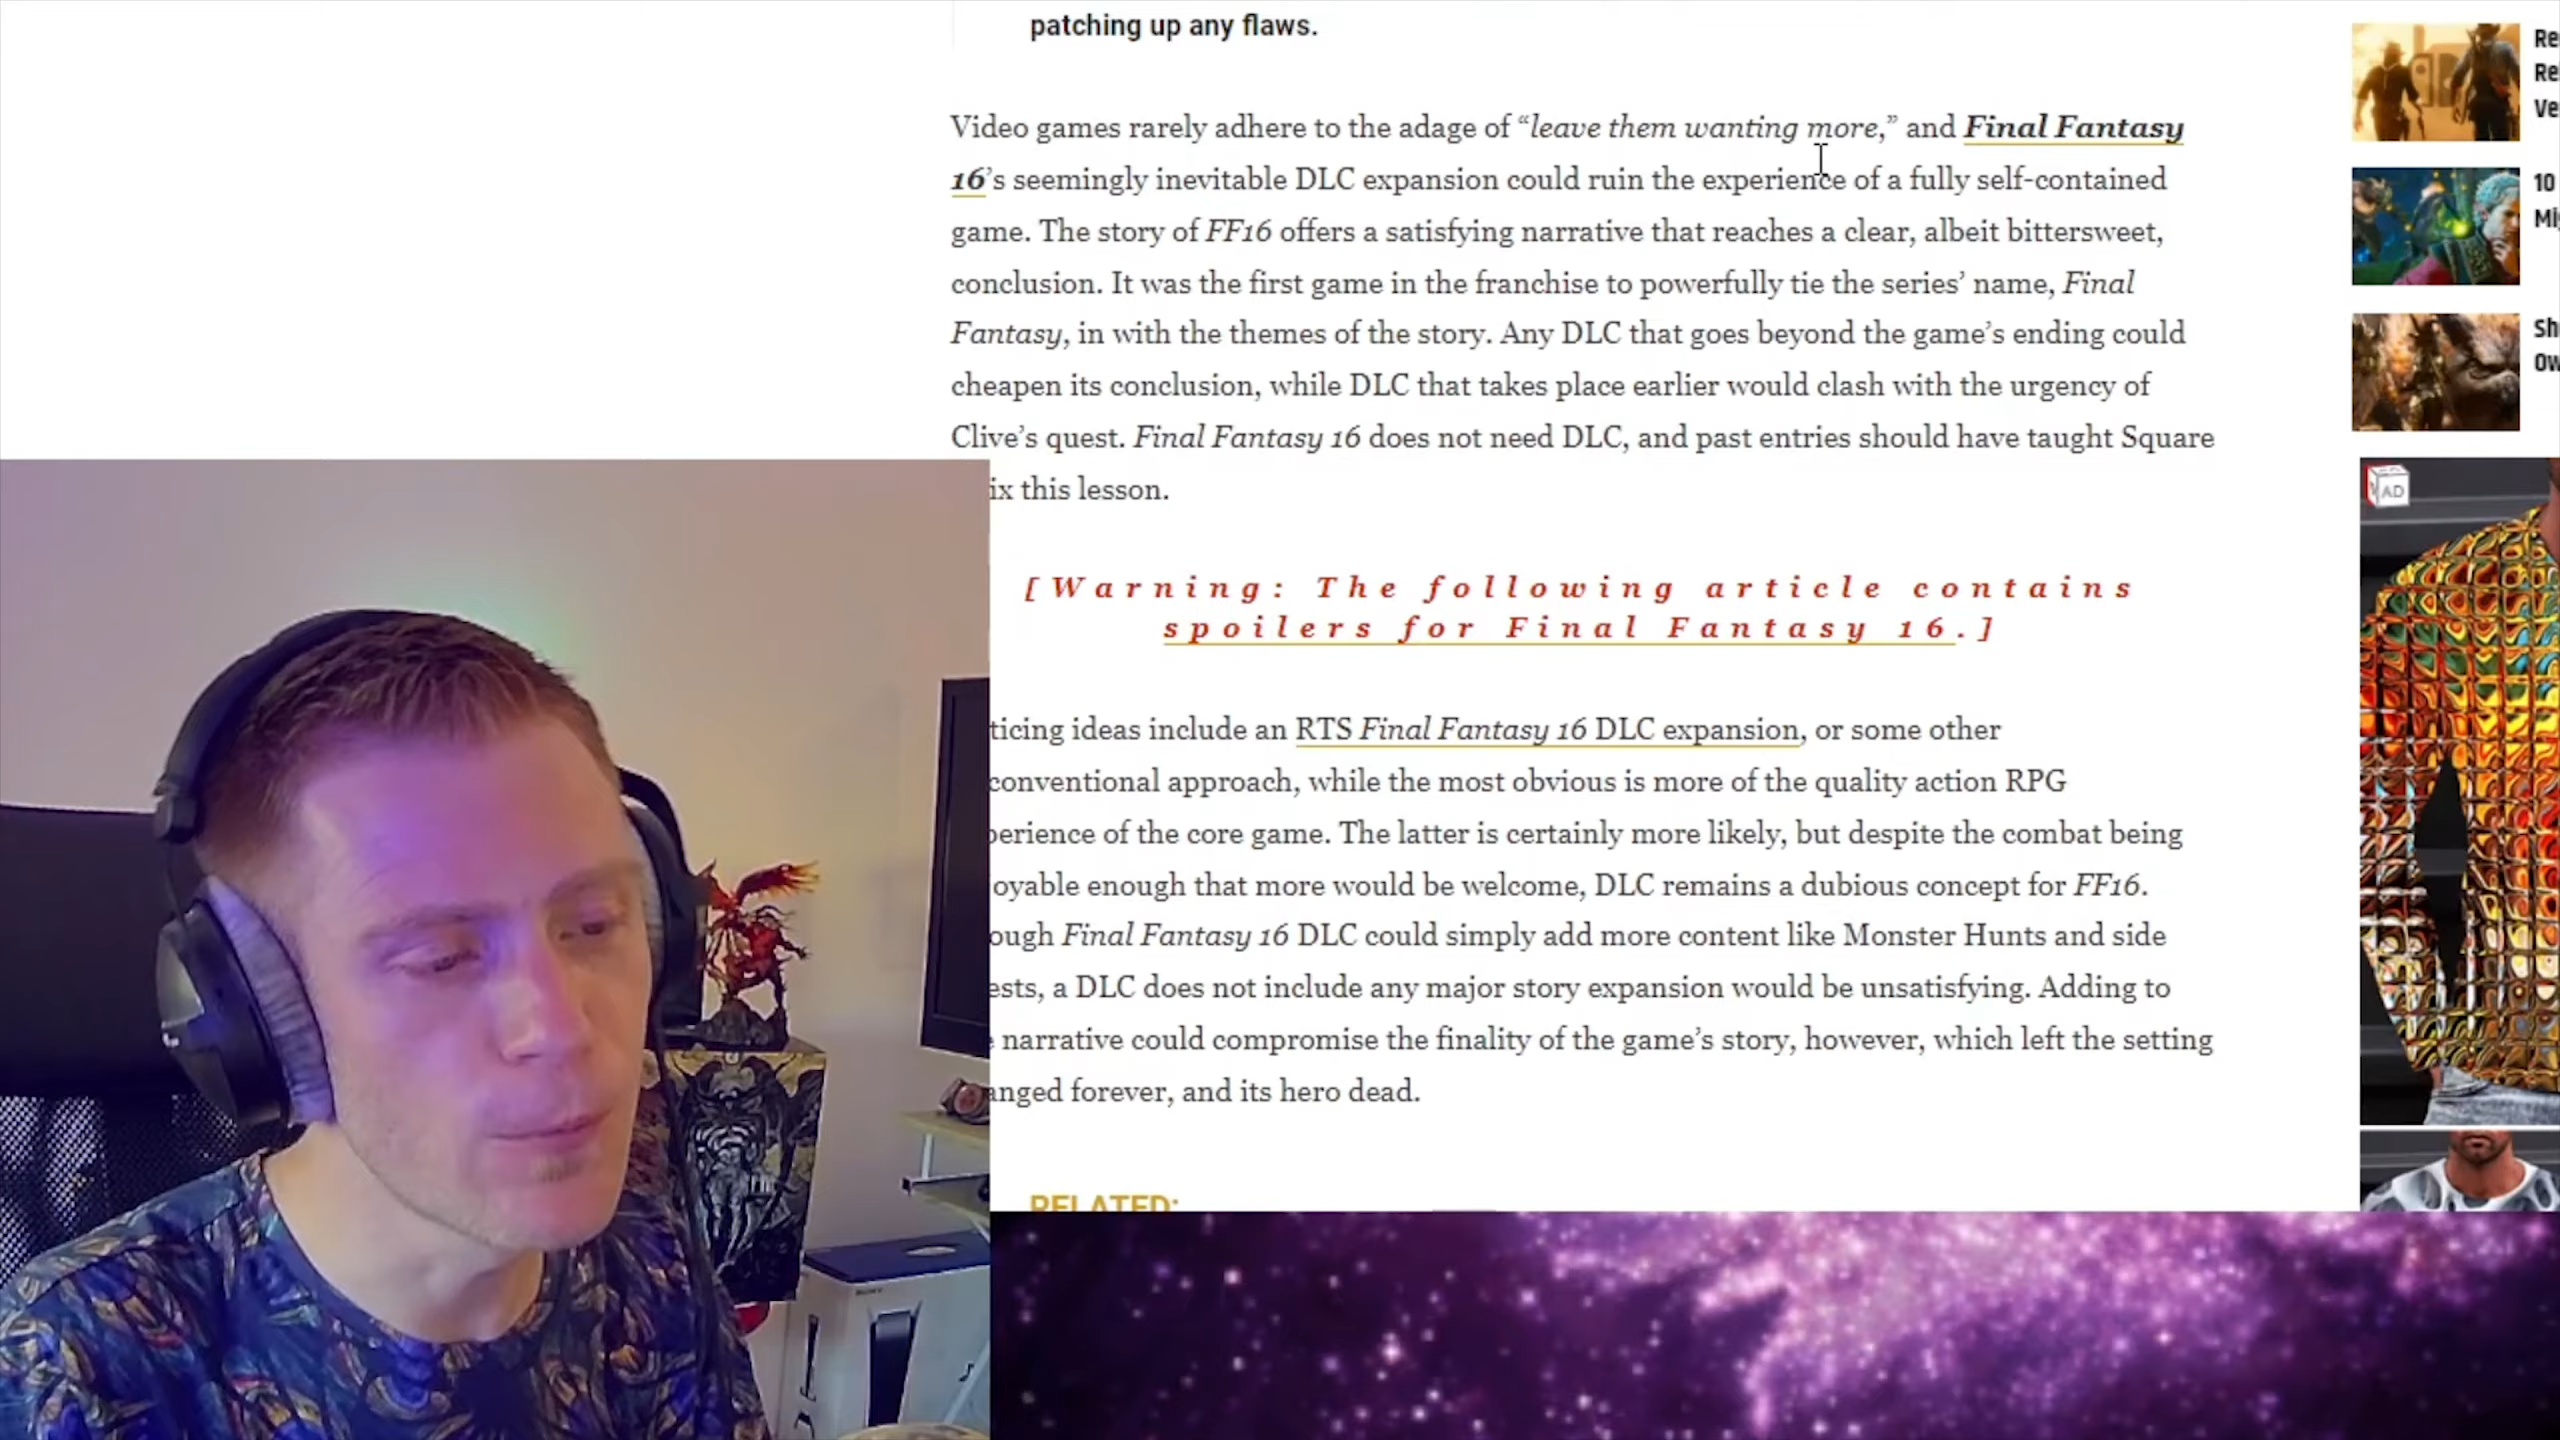 patching up any flaws.
Video games rarely adhere to the adage of “leave them wanting more,” and Final Fantasy
16’s seemingly inevitable DLC expansion could ruin the experience of a fully self-contained
game. The story of FF16 offers a satisfying narrative that reaches a clear, albeit bittersweet,
conclusion. It was the first game in the franchise to powerfully tie the series’ name, Final
Fantasy, in with the themes of the story. Any DLC that goes beyond the game’s ending could
cheapen its conclusion, while DLC that takes place earlier would clash with the urgency of
Clive’s quest. Final Fantasy 16 does not need DLC, and past entries should have taught Square
ix this lesson.
[Warning: The following article contains
spoilers for Final Fantasy 16.]
ticing ideas include an RTS Final Fantasy 16 DLC expansion, or some other
conventional approach, while the most obvious is more of the quality action RPG
perience of the core game. The latter is certainly more likely, but despite the combat being
oyable enough that more would be welcome, DLC remains a dubious concept for FF16.
ough Final Fantasy 16 DLC could simply add more content like Monster Hunts and side
ests, a DLC does not include any major story expansion would be unsatisfying. Adding to
narrative could compromise the finality of the game’s story, however, which left the setting
anged forever, and its hero dead.
RELATED:
Re
Re
Ve
10
Mi
Sh
Ow
AD
SONY